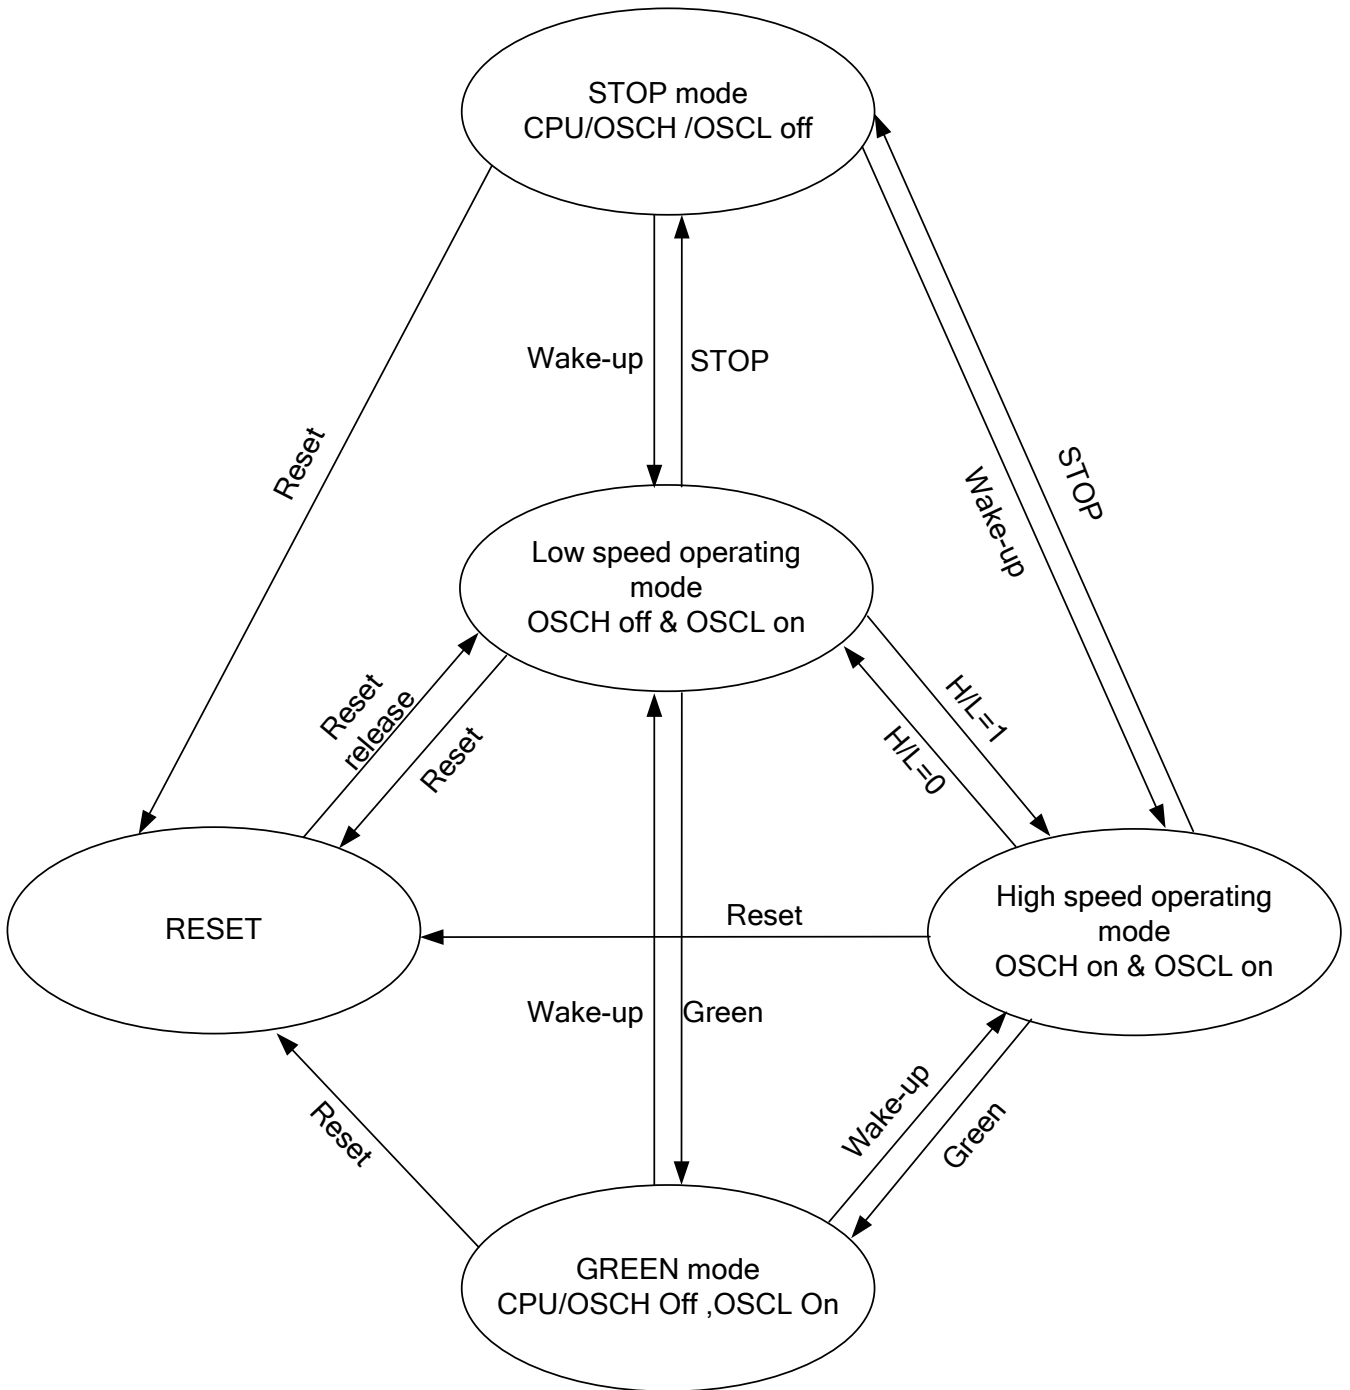 STOP mode
CPU/OSCH /OSCL off
Reset
Wake-up
STOP
Wake-up
STOP
Low speed operating
mode
OSCH off & OSCL on
Reset
release
Reset
H/L=1
H/L=0
RESET
Reset
High speed operating
mode
OSCH on & OSCL on
Wake-up
Green
Reset
Wake-up
Green
GREEN mode
CPU/OSCH Off ,OSCL On